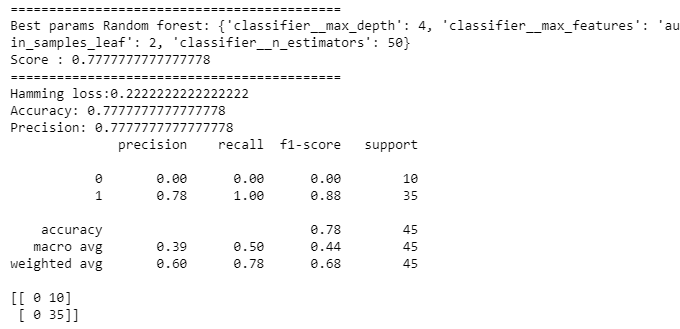 ===========================================
Best params Random forest: {'classifier__max_depth': 4, 'classifier__max_features': 'au
in_samples_leaf': 2, 'classifier__n_estimators': 50}
Score : 0.7777777777777778
===========================================
Hamming loss:0.2222222222222222
Accuracy: 0.7777777777777778
Precision: 0.7777777777777778
              precision    recall  f1-score   support

           0       0.00      0.00      0.00        10
           1       0.78      1.00      0.88        35

    accuracy                           0.78        45
   macro avg       0.39      0.50      0.44        45
weighted avg       0.60      0.78      0.68        45

[[ 0 10]
 [ 0 35]]